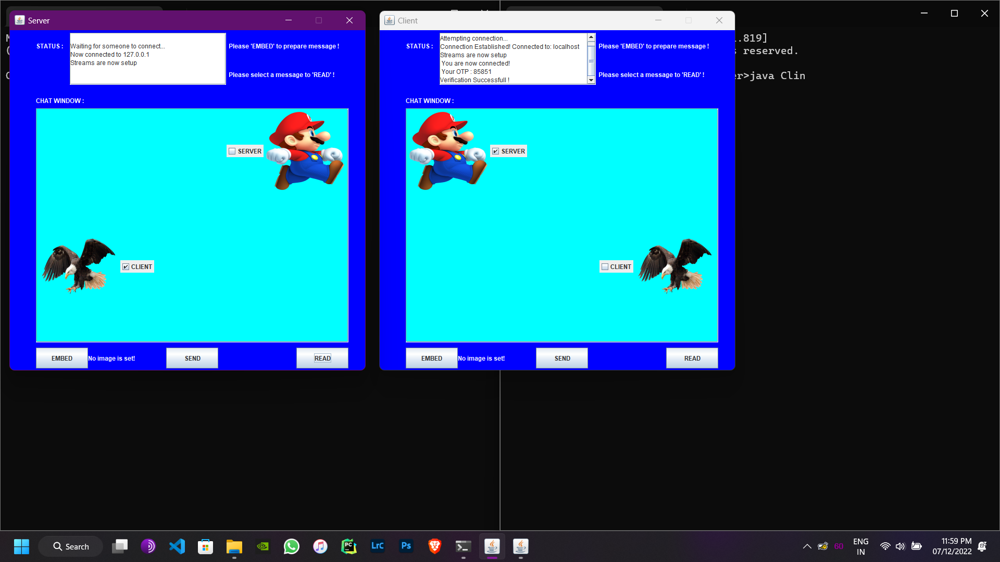 Server
STATUS :
Waiting for someone to connect...
Now connected to 127.0.0.1
Streams are now setup
Please 'EMBED' to prepare message !
Please select a message to 'READ' !
CHAT WINDOW :
SERVER
CLIENT
EMBED
No image is set!
SEND
READ
Client
STATUS :
Attempting connection...
Connection Established! Connected to: localhost
Streams are now setup
You are now connected!
Your OTP : 85851
Verification Successfull !
Please 'EMBED' to prepare message !
Please select a message to 'READ' !
CHAT WINDOW :
SERVER
CLIENT
EMBED
No image is set!
SEND
READ
.819]
reserved.
er>java Clin
Search
PC
LrC
Ps
60
ENG
IN
11:59 PM
07/12/2022